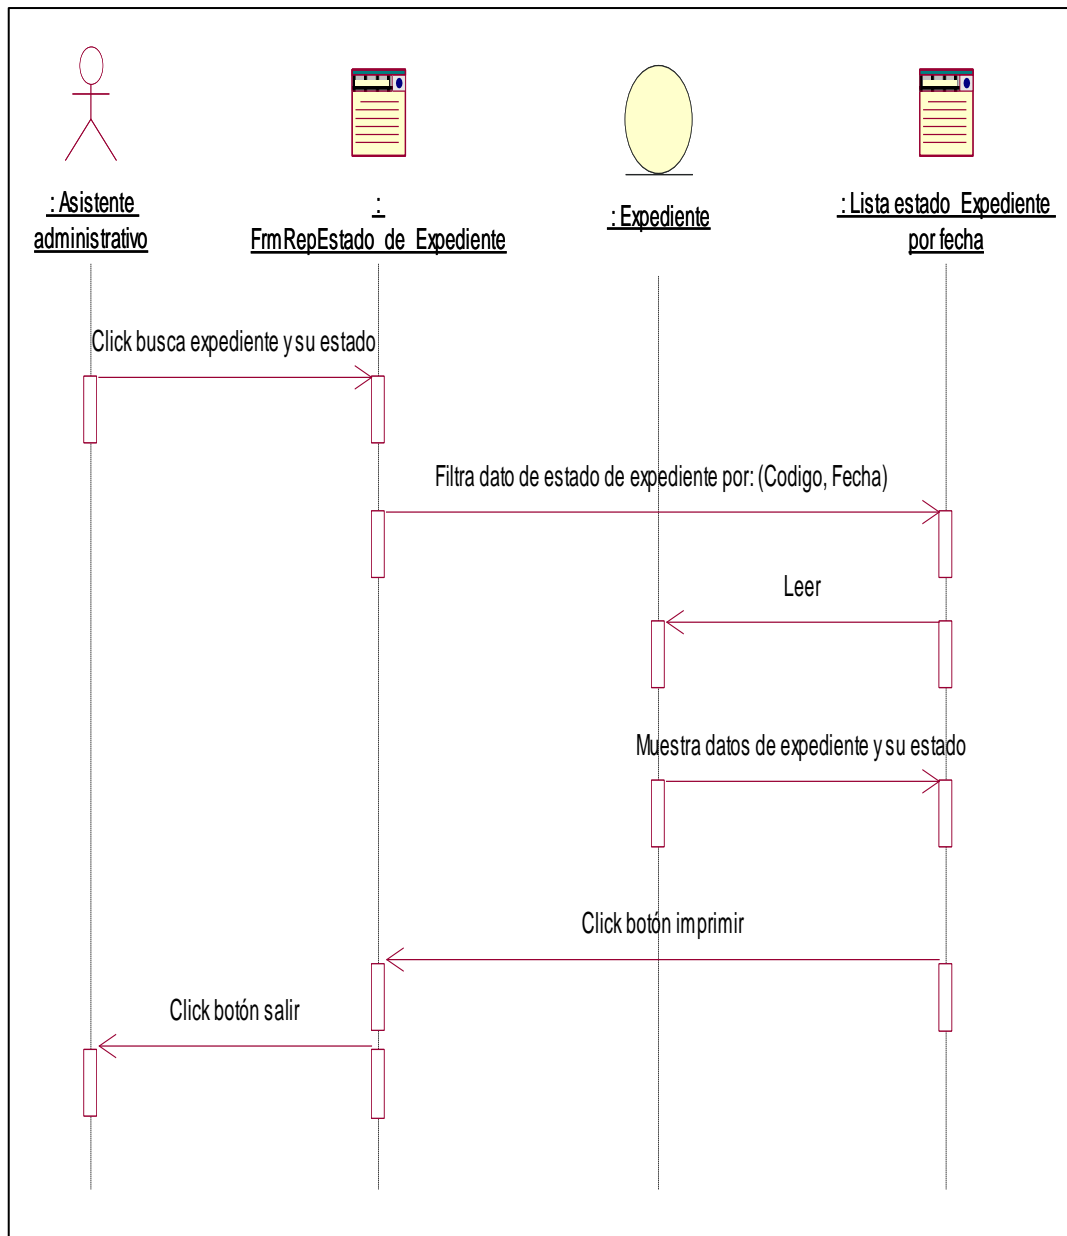 : Asistente
administrativo
:
FrmRepEstado de Expediente
: Expediente
: Lista estado Expediente
por fecha
Click busca expediente y su estado
Filtra dato de estado de expediente por: (Codigo, Fecha)
Leer
Muestra datos de expediente y su estado
Click botón imprimir
Click botón salir